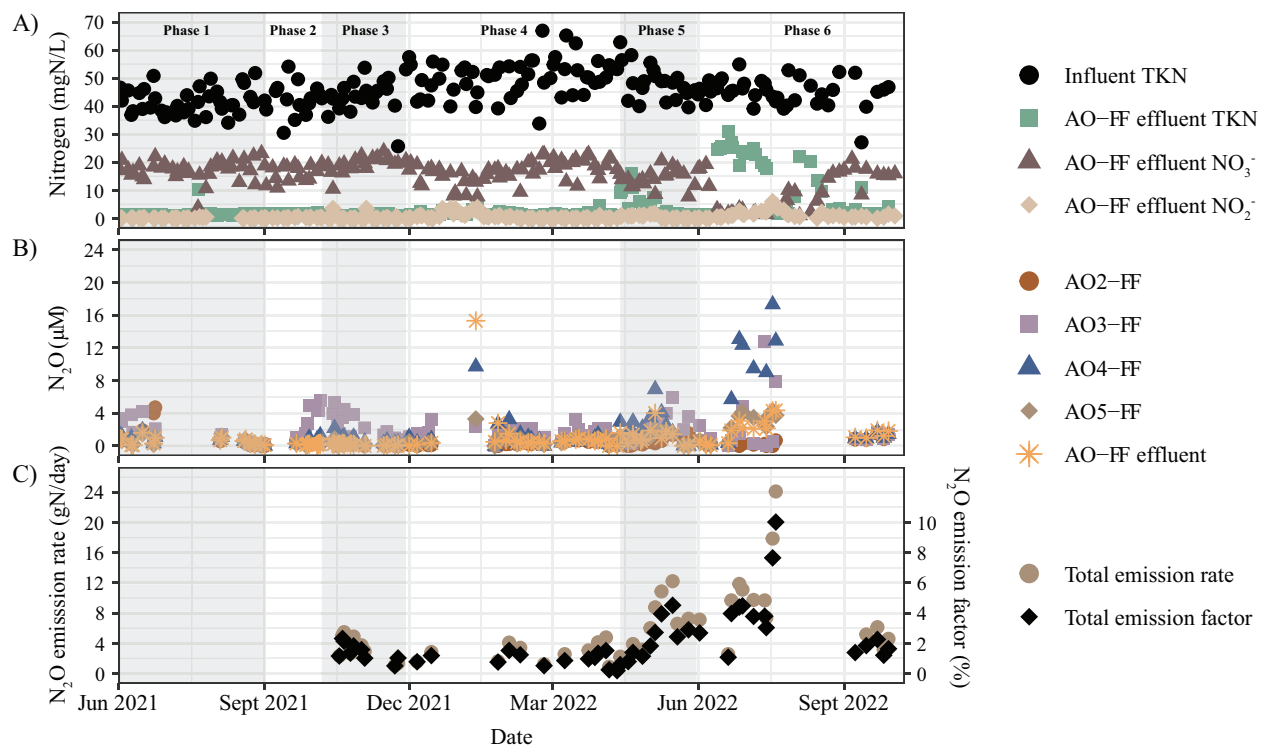 A)
Phase 1 Phase 2 Phase 3 Phase 4 Phase 5 Phase 6
Nitrogen (mgN/L)
70
60
50
40
30
20
10
0
Influent TKN
AO−FF effluent TKN
AO−FF effluent NO₃⁻
AO−FF effluent NO₂⁻
B)
N₂O (μM)
24
20
16
12
8
4
0
AO2−FF
AO3−FF
AO4−FF
AO5−FF
AO−FF effluent
C)
N₂O emisssion rate (gN/day)
24
20
16
12
8
4
0
N₂O emission factor (%)
10
8
6
4
2
0
Total emission rate
Total emission factor
Jun 2021 Sept 2021 Dec 2021 Mar 2022 Jun 2022 Sept 2022
Date